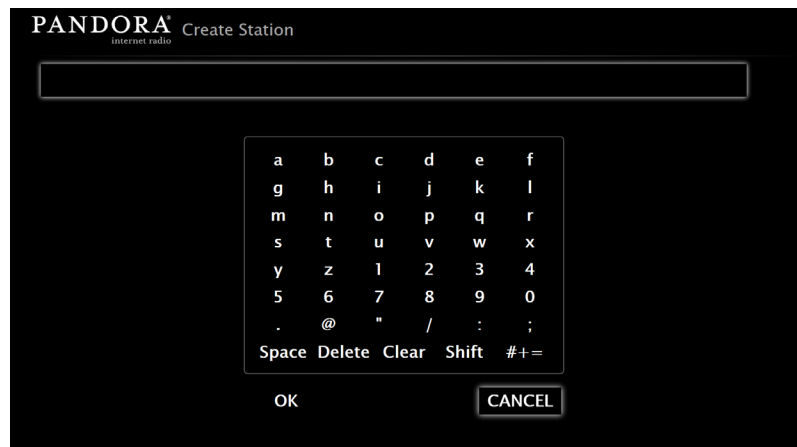 PANDORA® Create Station
internet radio
a b c d e f
g h i j k l
m n o p q r
s t u v w x
y z 1 2 3 4
5 6 7 8 9 0
. @ " / : ;
Space Delete Clear Shift #+=
OK CANCEL